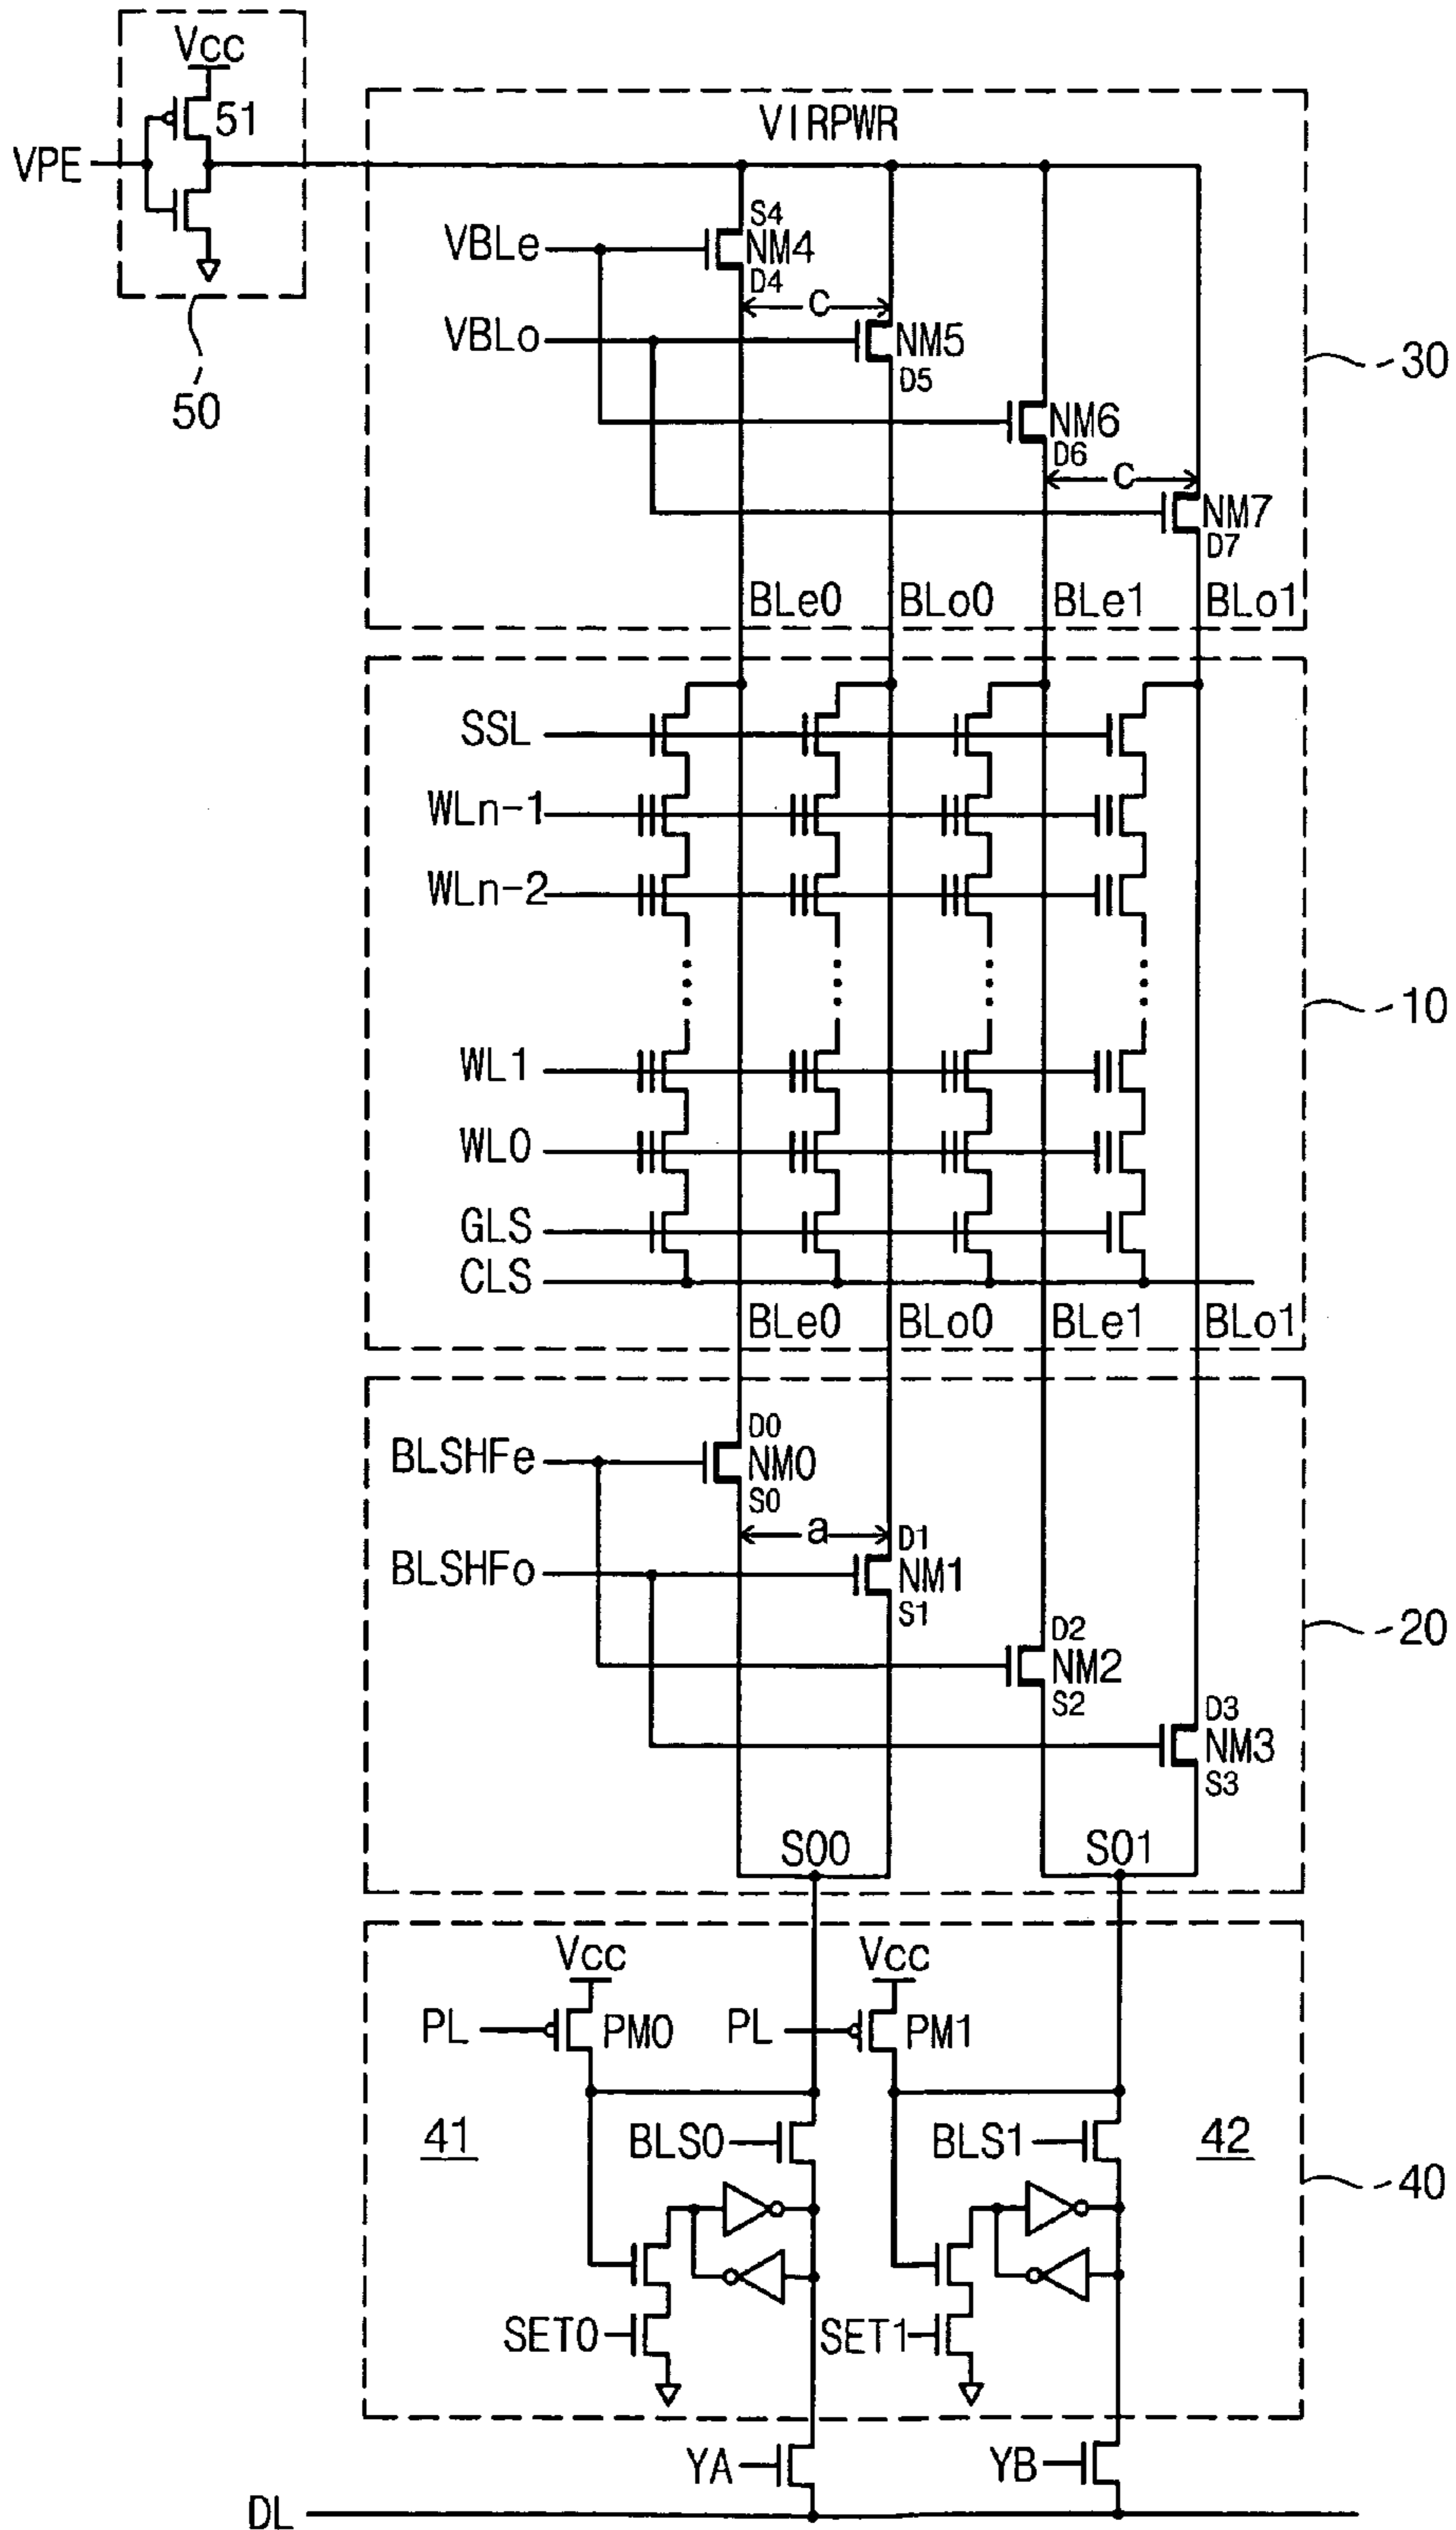 Vcc
51
VPE
50
VIRPWR
S4
VBLe
NM4
D4
c
VBLo
NM5
D5
30
NM6
D6
c
NM7
D7
BLe0 BLo0 BLe1 BLo1
SSL
WLn-1
WLn-2
10
WL1
WL0
GLS
CLS
BLe0 BLo0 BLe1 BLo1
D0
BLSHFe
NM0
S0
a
D1
BLSHFo
NM1
S1
20
D2
NM2
S2
D3
NM3
S3
SO0 SO1
Vcc Vcc
PL PM0 PL PM1
41 BLS0 BLS1 42
40
SET0 SET1
YA YB
DL